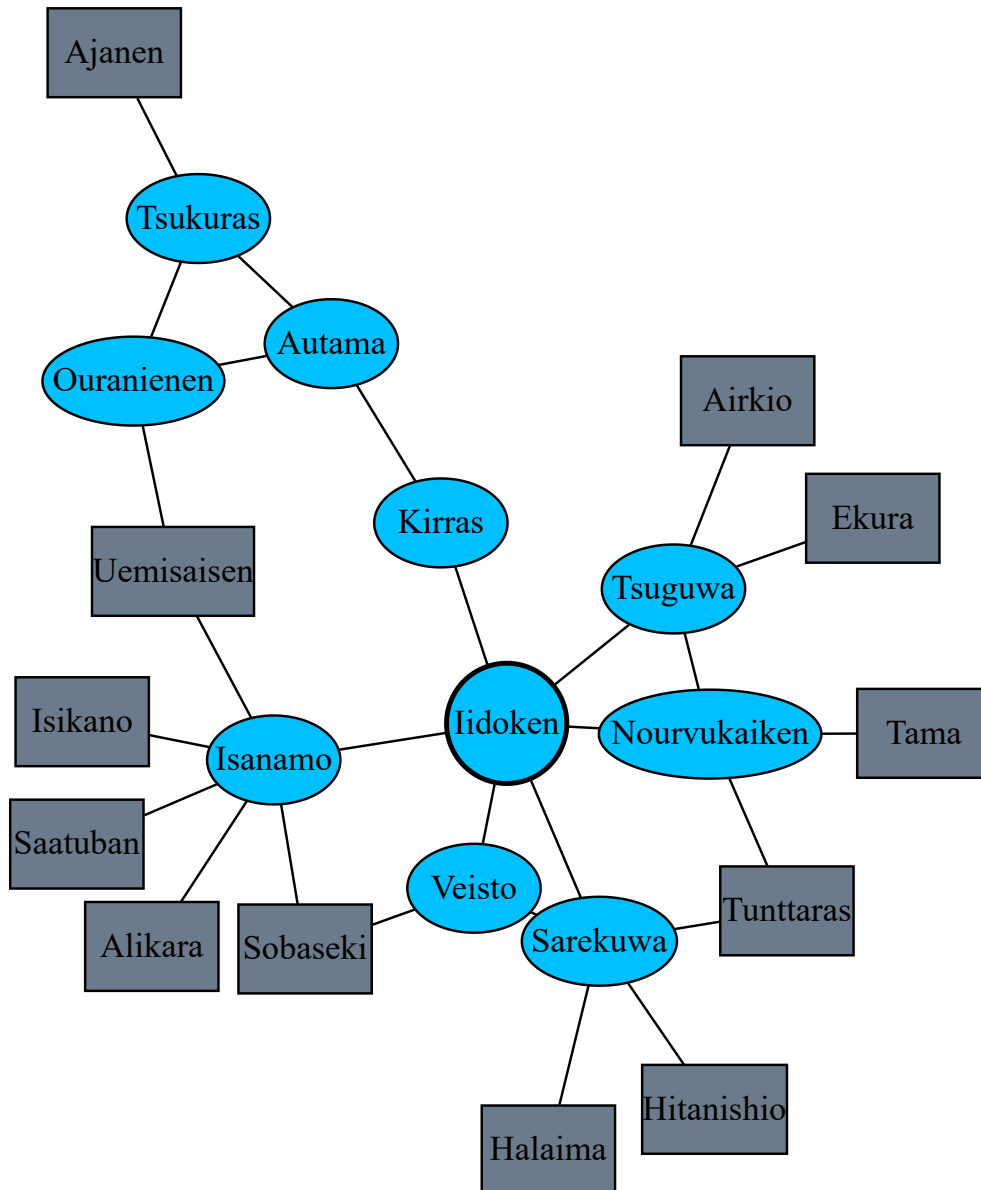 Ajanen
Tsukuras
Autama
Ouranienen
Airkio
Ekura
Kirras
Uemisaisen
Tsuguwa
Isikano
Iidoken
Nourvukaiken
Tama
Isanamo
Saatuban
Veisto
Tunttaras
Alikara
Sobaseki
Sarekuwa
Hitanishio
Halaima